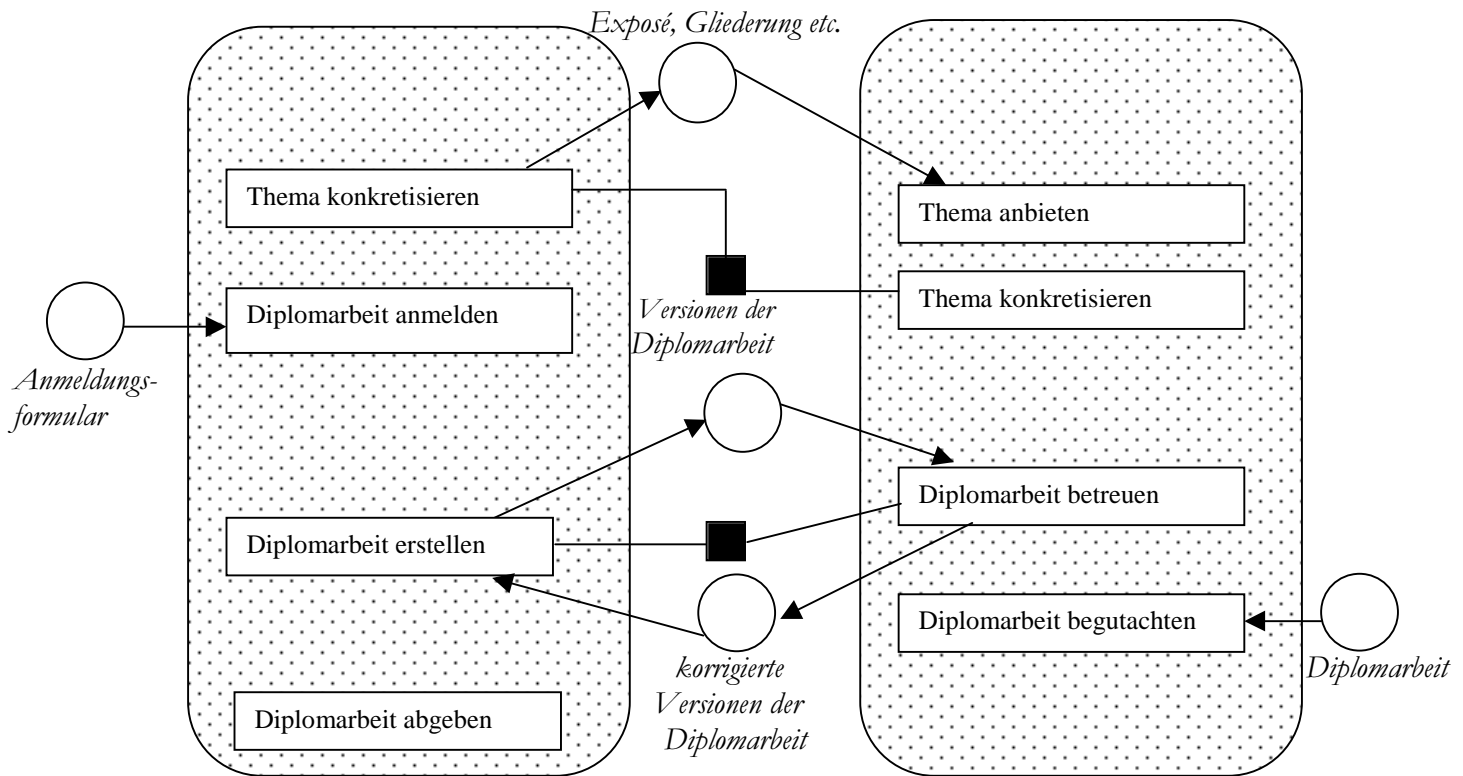 Exposé, Gliederung etc.
Thema konkretisieren
Thema anbieten
Diplomarbeit anmelden
Thema konkretisieren
Versionen der
Diplomarbeit
Anmeldungs-
formular
Diplomarbeit betreuen
Diplomarbeit erstellen
Diplomarbeit begutachten
korrigierte
Versionen der
Diplomarbeit
Diplomarbeit
Diplomarbeit abgeben